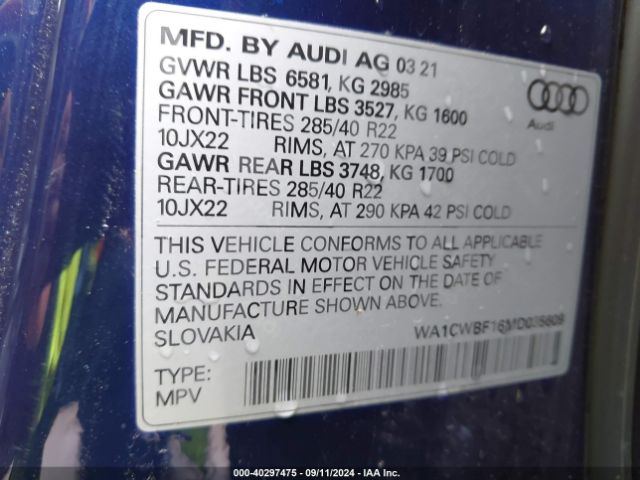 MFD. BY AUDI AG 03 21
GVWR LBS 6581, KG 2985
GAWR FRONT LBS 3527, KG 1600
FRONT-TIRES 285/40 R22
10JX22 RIMS, AT 270 KPA 39 PSI COLD
GAWR REAR LBS 3748, KG 1700
REAR-TIRES 285/40 R22
10JX22 RIMS, AT 290 KPA 42 PSI COLD
Audi
THIS VEHICLE CONFORMS TO ALL APPLICABLE
U.S. FEDERAL MOTOR VEHICLE SAFETY
STANDARDS IN EFFECT ON THE DATE OF
MANUFACTURE SHOWN ABOVE.
SLOVAKIA
TYPE:
MPV
000-40297475 - 09/11/2024 - IAA Inc.